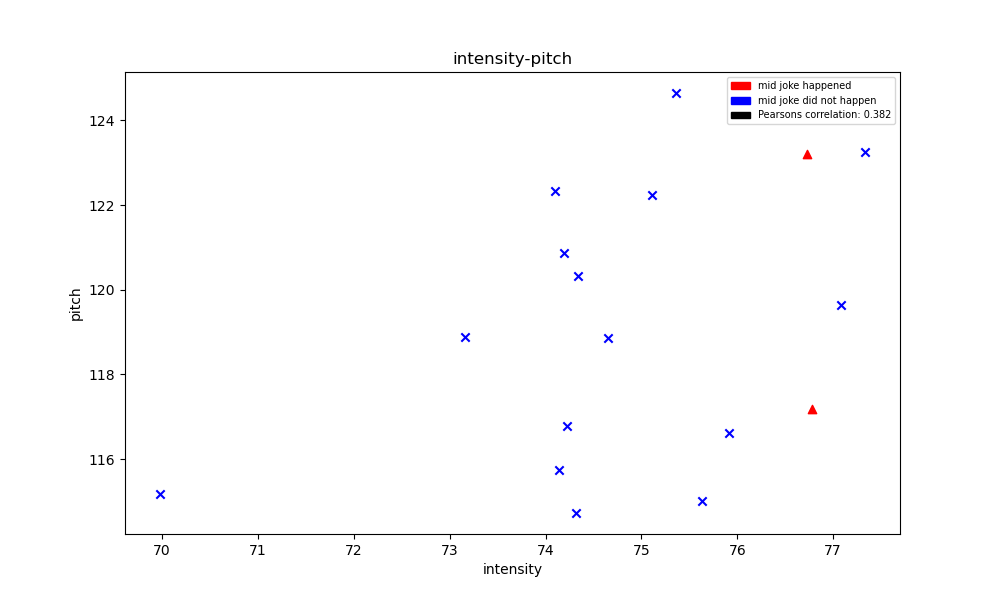 intensity-pitch
mid joke happened
mid joke did not happen
Pearsons correlation: 0.382
124
122
120
118
116
pitch
70 71 72 73 74 75 76 77
intensity